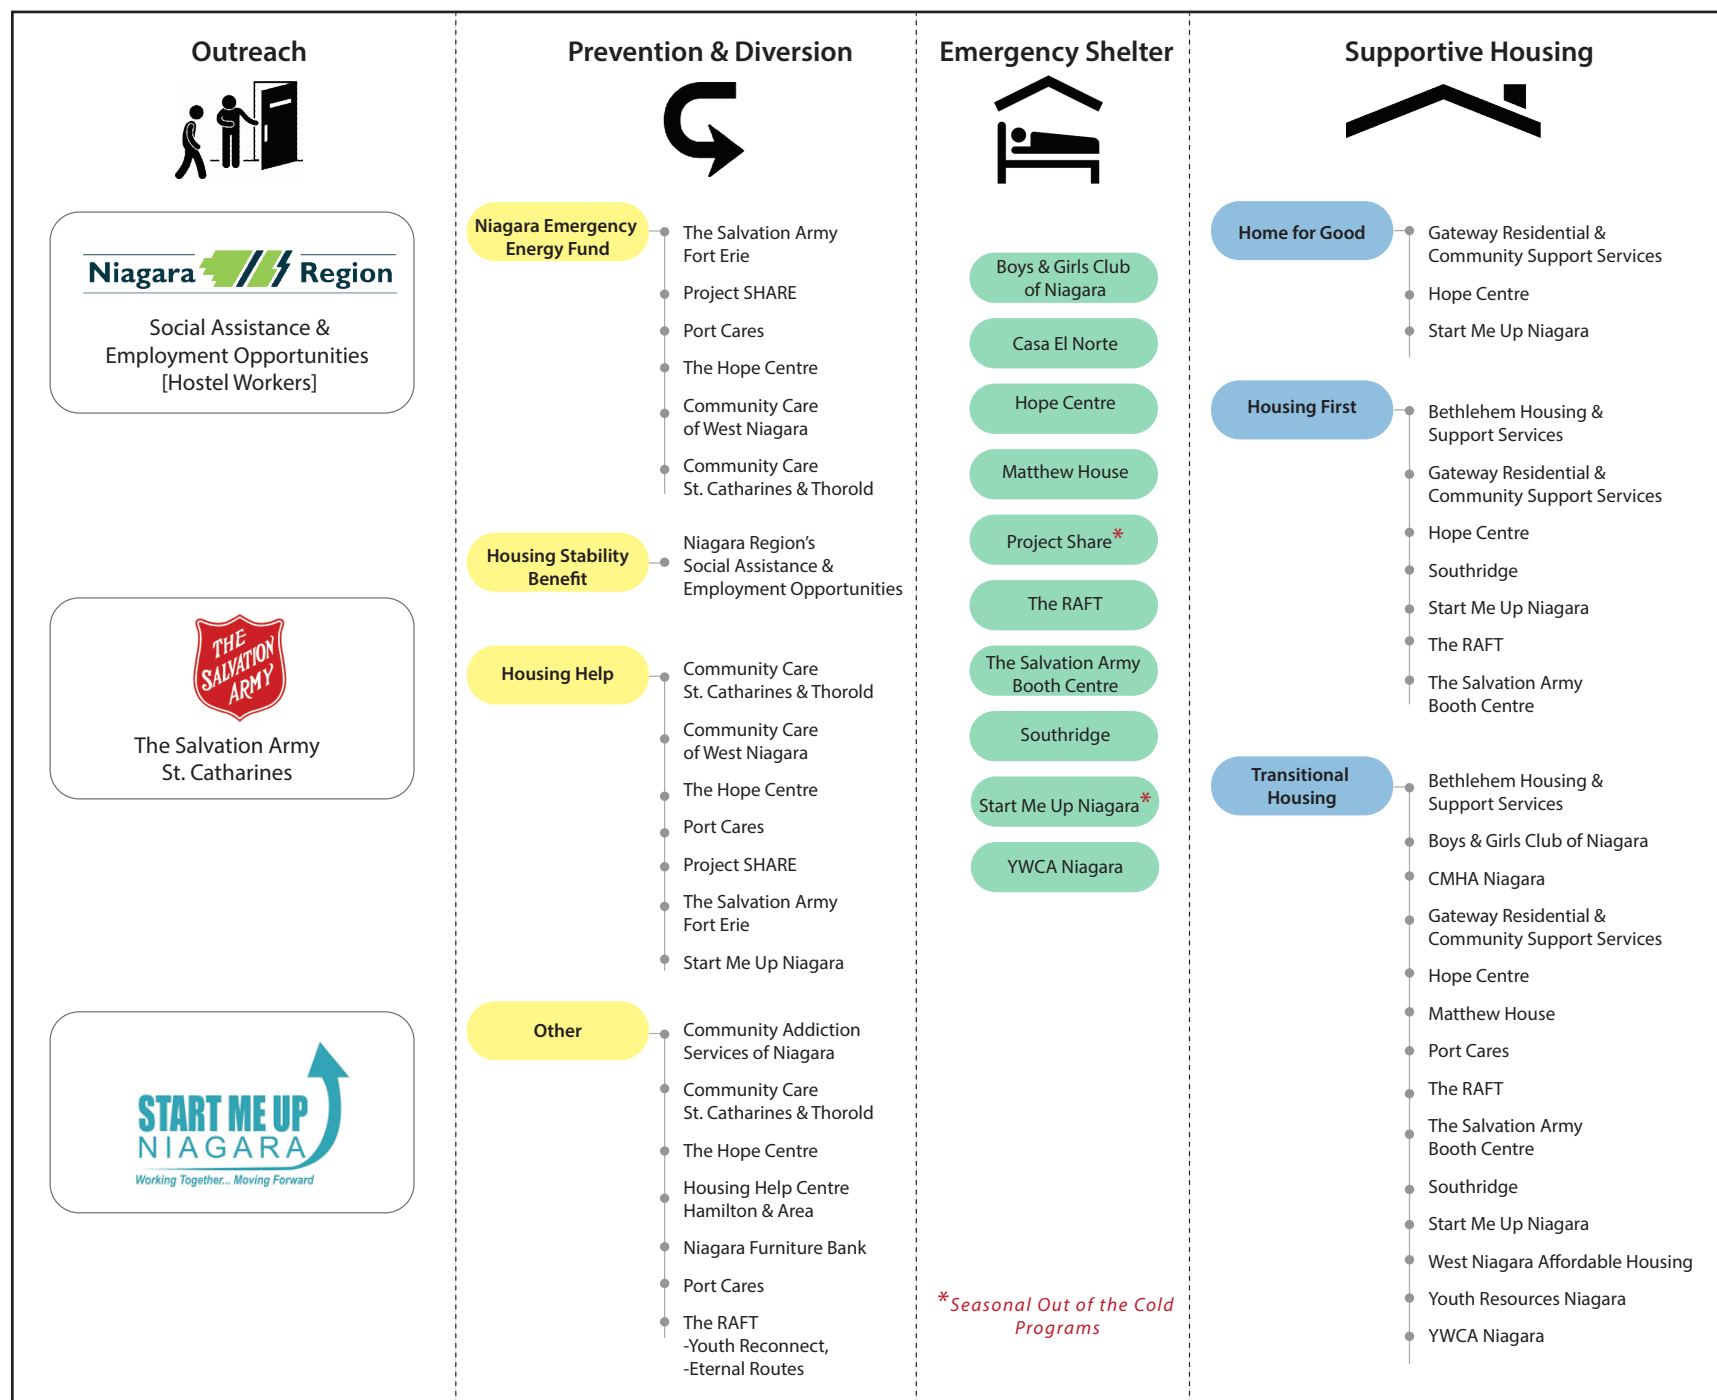 Outreach
Niagara Region
Social Assistance &
Employment Opportunities
[Hostel Workers]
THE
SALVATION
ARMY
The Salvation Army
St. Catharines
START ME UP
NIAGARA
Working Together... Moving Forward
Prevention & Diversion
Niagara Emergency
Energy Fund
The Salvation Army
Fort Erie
Project SHARE
Port Cares
The Hope Centre
Community Care
of West Niagara
Community Care
St. Catharines & Thorold
Housing Stability
Benefit
Niagara Region's
Social Assistance &
Employment Opportunities
Housing Help
Community Care
St. Catharines & Thorold
Community Care
of West Niagara
The Hope Centre
Port Cares
Project SHARE
The Salvation Army
Fort Erie
Start Me Up Niagara
Other
Community Addiction
Services of Niagara
Community Care
St. Catharines & Thorold
The Hope Centre
Housing Help Centre
Hamilton & Area
Niagara Furniture Bank
Port Cares
The RAFT
-Youth Reconnect,
-Eternal Routes
Emergency Shelter
Boys & Girls Club
of Niagara
Casa El Norte
Hope Centre
Matthew House
Project Share*
The RAFT
The Salvation Army
Booth Centre
Southridge
Start Me Up Niagara*
YWCA Niagara
*Seasonal Out of the Cold
Programs
Supportive Housing
Home for Good
Gateway Residential &
Community Support Services
Hope Centre
Start Me Up Niagara
Housing First
Bethlehem Housing &
Support Services
Gateway Residential &
Community Support Services
Hope Centre
Southridge
Start Me Up Niagara
The RAFT
The Salvation Army
Booth Centre
Transitional
Housing
Bethlehem Housing &
Support Services
Boys & Girls Club of Niagara
CMHA Niagara
Gateway Residential &
Community Support Services
Hope Centre
Matthew House
Port Cares
The RAFT
The Salvation Army
Booth Centre
Southridge
Start Me Up Niagara
West Niagara Affordable Housing
Youth Resources Niagara
YWCA Niagara